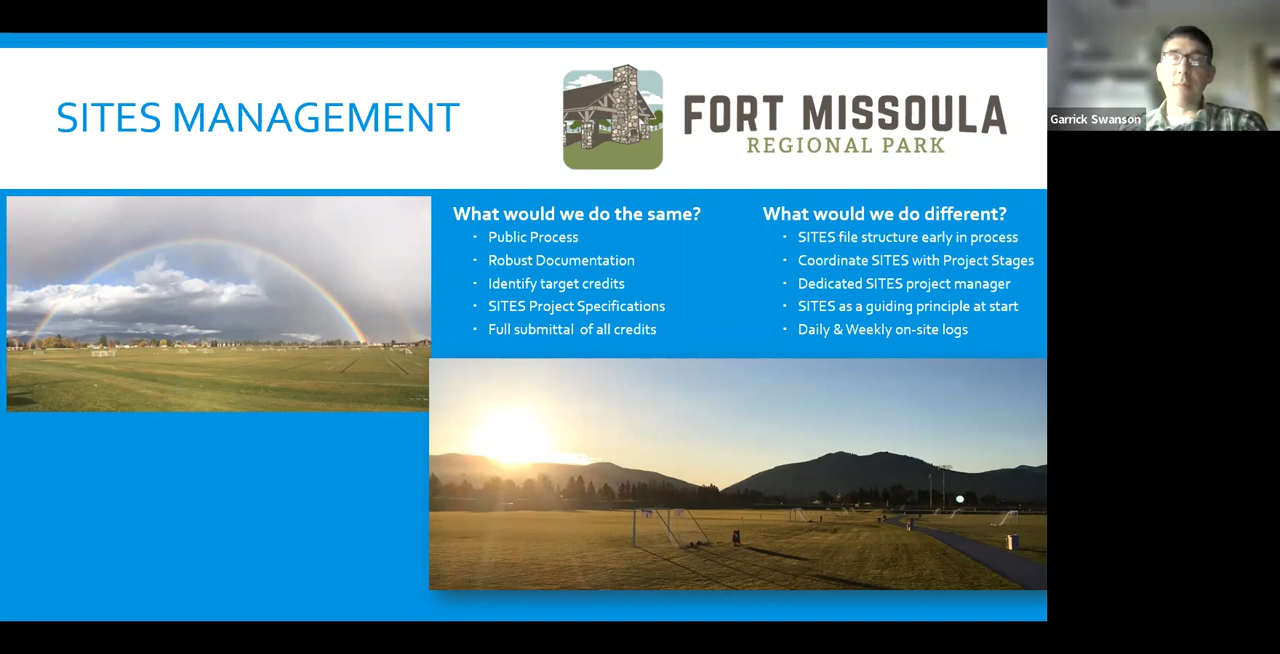 SITES MANAGEMENT
FORT MISSOULA
REGIONAL PARK
Garrick Swanson
What would we do the same?
Public Process
Robust Documentation
Identify target credits
SITES Project Specifications
Full submittal of all credits
What would we do different?
SITES file structure early in process
Coordinate SITES with Project Stages
Dedicated SITES project manager
SITES as a guiding principle at start
Daily & Weekly on-site logs